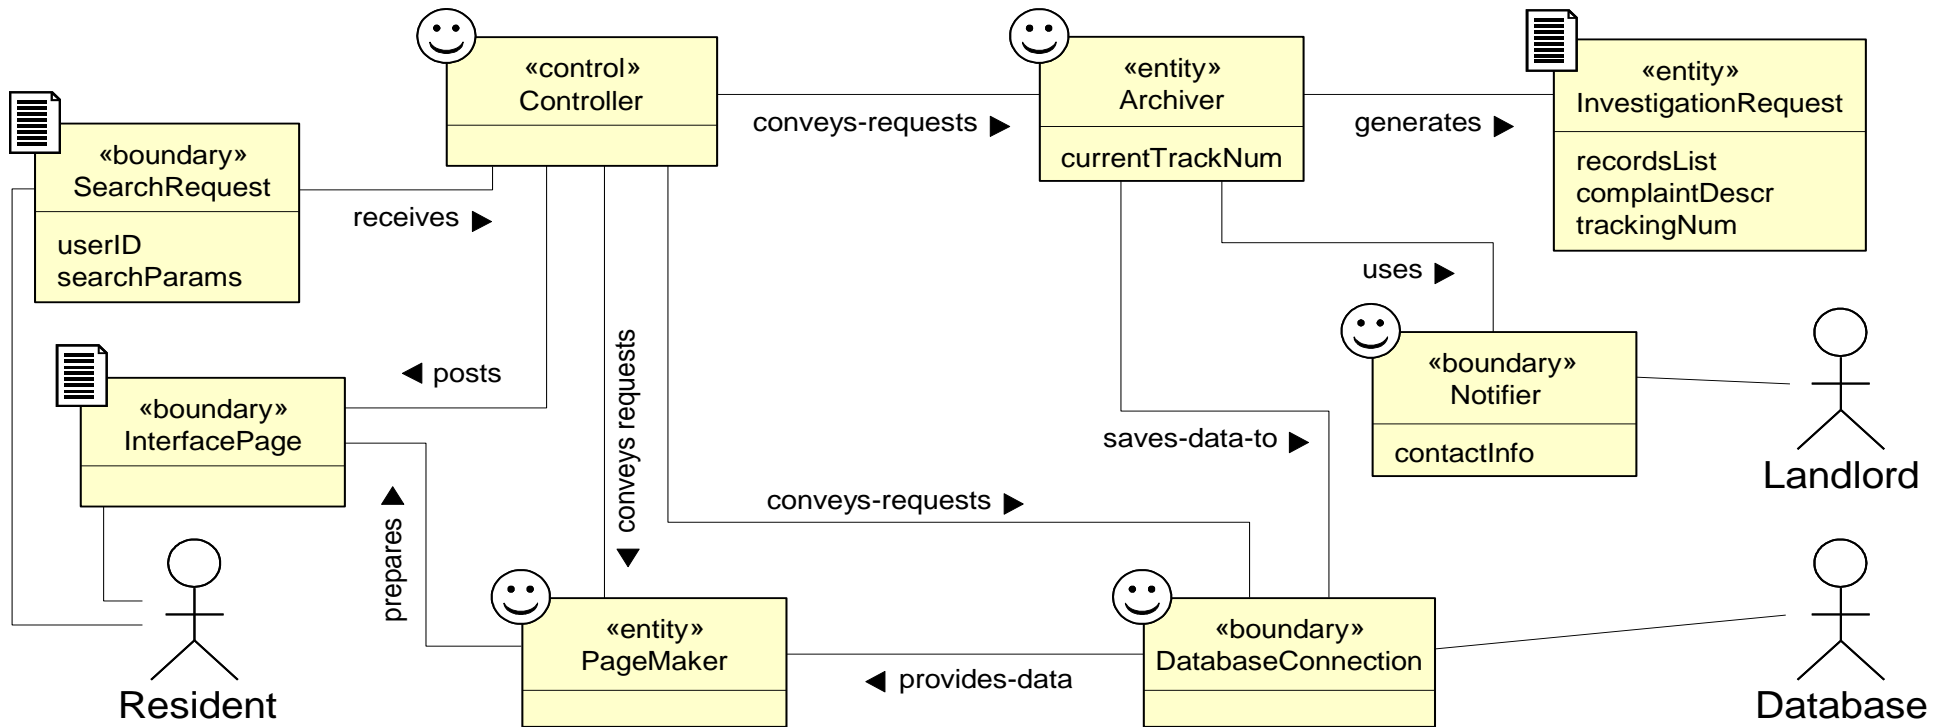 «control»
Controller
conveys-requests ►
«entity»
Archiver
currentTrackNum
generates ►
«entity»
InvestigationRequest
recordsList
complaintDescr
trackingNum
«boundary»
SearchRequest
userID
searchParams
receives ►
uses ►
◄ posts
conveys requests ►
«boundary»
InterfacePage
prepares ►
saves-data-to ►
«boundary»
Notifier
contactInfo
Landlord
conveys-requests ►
Resident
«entity»
PageMaker
◄ provides-data
«boundary»
DatabaseConnection
Database